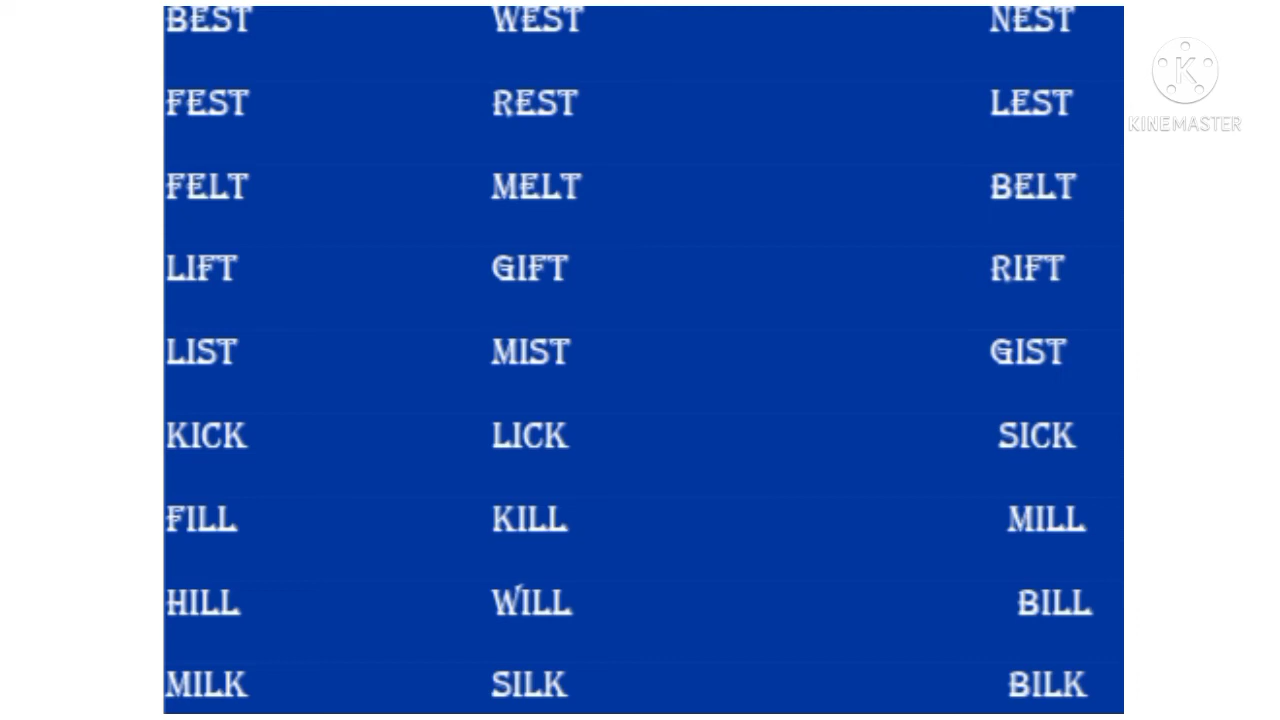 BEST WEST NEST
FEST REST LEST
FELT MELT BELT
LIFT GIFT RIFT
LIST MIST GIST
KICK LICK SICK
FILL KILL MILL
HILL WILL BILL
MILK SILK BILK
K
KINEMASTER